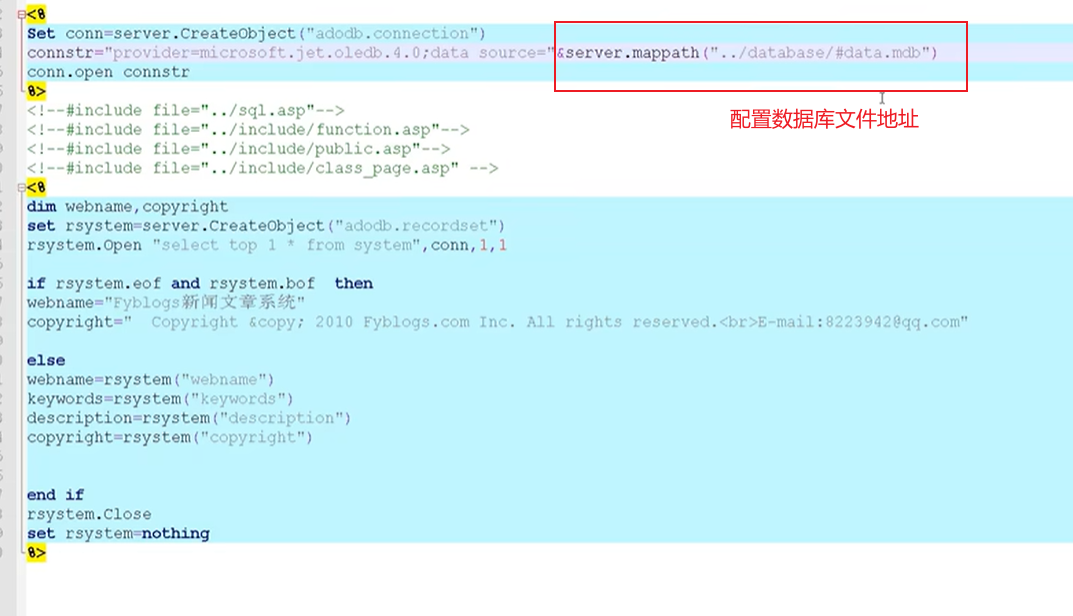 <%
Set conn=server.CreateObject("adodb.connection")
connstr="provider=microsoft.jet.oledb.4.0;data source="&server.mappath("../database/#data.mdb")
conn.open connstr
%>
配置数据库文件地址
<!--#include file="../sql.asp"-->
<!--#include file="../include/function.asp"-->
<!--#include file="../include/public.asp"-->
<!--#include file="../include/class_page.asp" -->
<%
dim webname,copyright
set rsystem=server.CreateObject("adodb.recordset")
rsystem.Open "select top 1 * from system",conn,1,1
if rsystem.eof and rsystem.bof  then
webname="Fyblogs新闻文章系统"
copyright="  Copyright &copy; 2010 Fyblogs.com Inc. All rights reserved.<br>E-mail:8223942@qq.com"
else
webname=rsystem("webname")
keywords=rsystem("keywords")
description=rsystem("description")
copyright=rsystem("copyright")
end if
rsystem.Close
set rsystem=nothing
%>